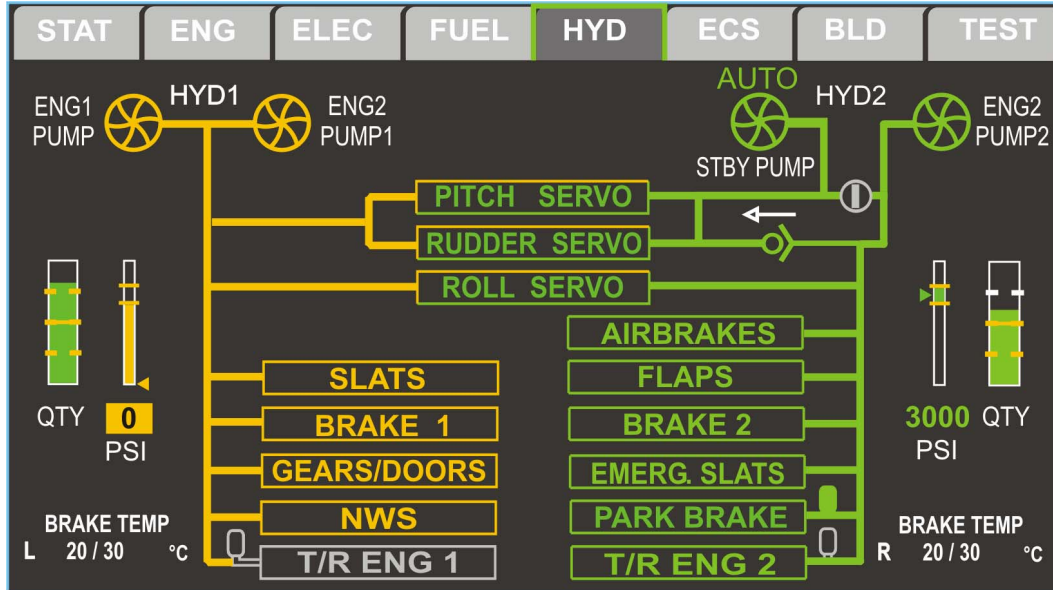 STAT ENG ELEC FUEL HYD ECS BLD TEST
ENG1
PUMP
HYD1
ENG2
PUMP1
AUTO
STBY PUMP
HYD2
ENG2
PUMP2
PITCH SERVO
RUDDER SERVO
ROLL SERVO
AIRBRAKES
SLATS
FLAPS
BRAKE 1
BRAKE 2
GEARS/DOORS
EMERG. SLATS
NWS
PARK BRAKE
T/R ENG 1
T/R ENG 2
QTY
0
PSI
3000
PSI
QTY
BRAKE TEMP
L 20 / 30 °C
BRAKE TEMP
R 20 / 30 °C